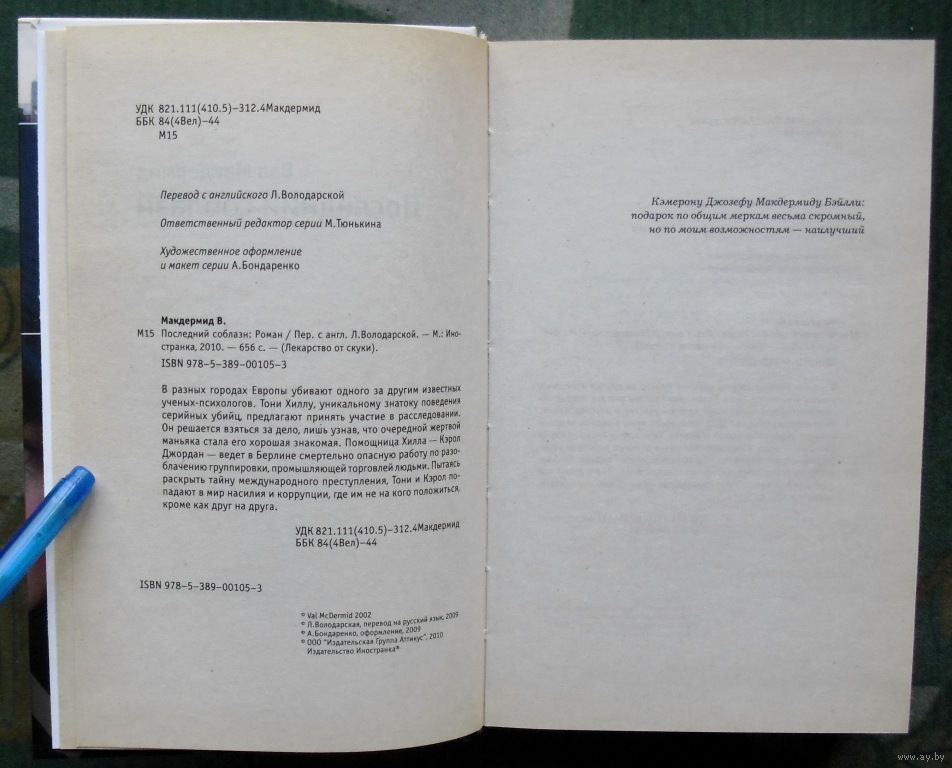 УДК 821.111(410.5)–312.4Макдермид
ББК 84(4Вел)–44
М15
Перевод с английского Л.Володарской
Ответственный редактор серии М.Тюнькина
Художественное оформление
и макет серии А.Бондаренко
Макдермид В.
М15 Последний соблазн: Роман / Пер. с англ. Л.Володарской. — М.: Ино-
странка, 2010. — 656 с. — (Лекарство от скуки).
ISBN 978–5–389–00105–3
В разных городах Европы убивают одного за другим известных
ученых-психологов. Тони Хиллу, уникальному знатоку поведения
серийных убийц, предлагают принять участие в расследовании.
Он решается взяться за дело, лишь узнав, что очередной жертвой
маньяка стала его хорошая знакомая. Помощница Хилла — Кэрол
Джордан — ведет в Берлине смертельно опасную работу по разо-
блачению группировки, промышляющей торговлей людьми. Пытаясь
раскрыть тайну международного преступления, Тони и Кэрол по-
падают в мир насилия и коррупции, где им не на кого положиться,
кроме как друг на друга.
УДК 821.111(410.5)–312.4Макдермид
ББК 84(4Вел)–44
ISBN 978–5–389–00105–3
© Val McDermid 2002
© Л.Володарская, перевод на русский язык, 2009
© А.Бондаренко, оформление, 2009
© ООО "Издательская Группа Аттикус", 2010
Издательство Иностранка®
Кэмерону Джозефу Макдермиду Бэйлли:
подарок по общим меркам весьма скромный,
но по моим возможностям — наилучший
www.ay.by